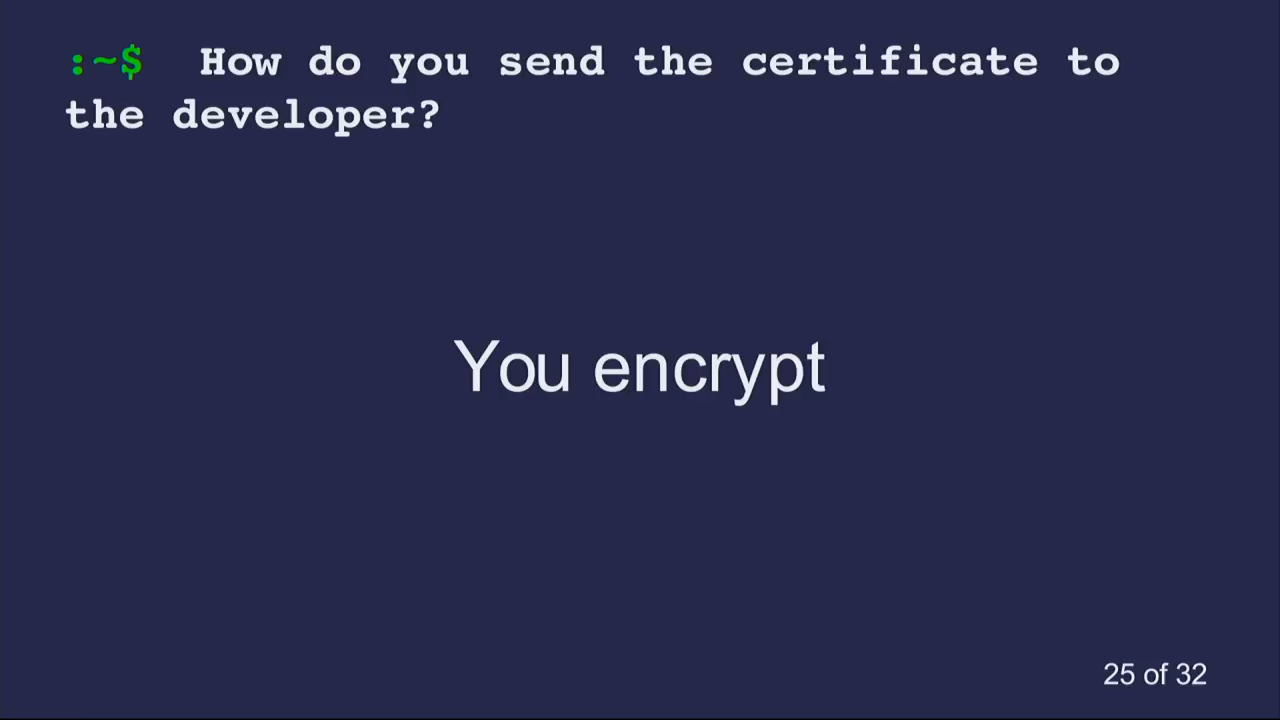 :~$ How do you send the certificate to
the developer?
You encrypt
25 of 32